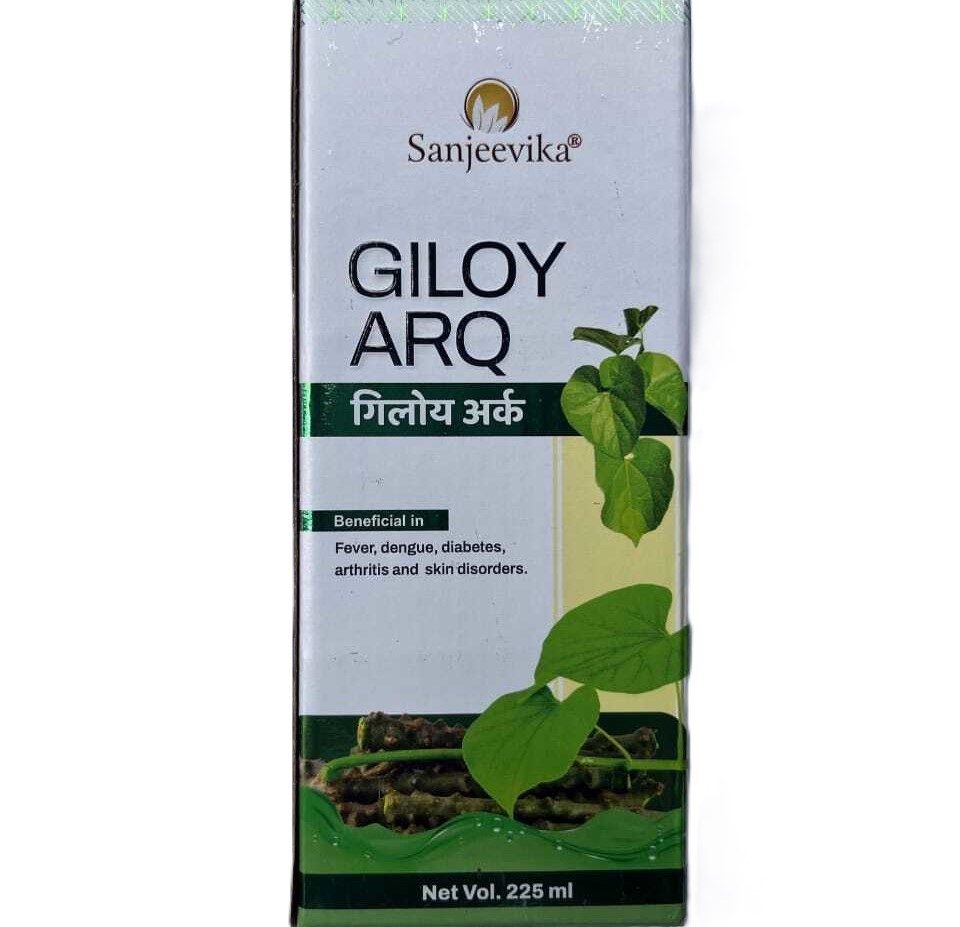 Sanjeevika®
GILOY
ARQ
गिलोय अर्क
Beneficial in
Fever, dengue, diabetes,
arthritis and skin disorders.
Net Vol. 225 ml